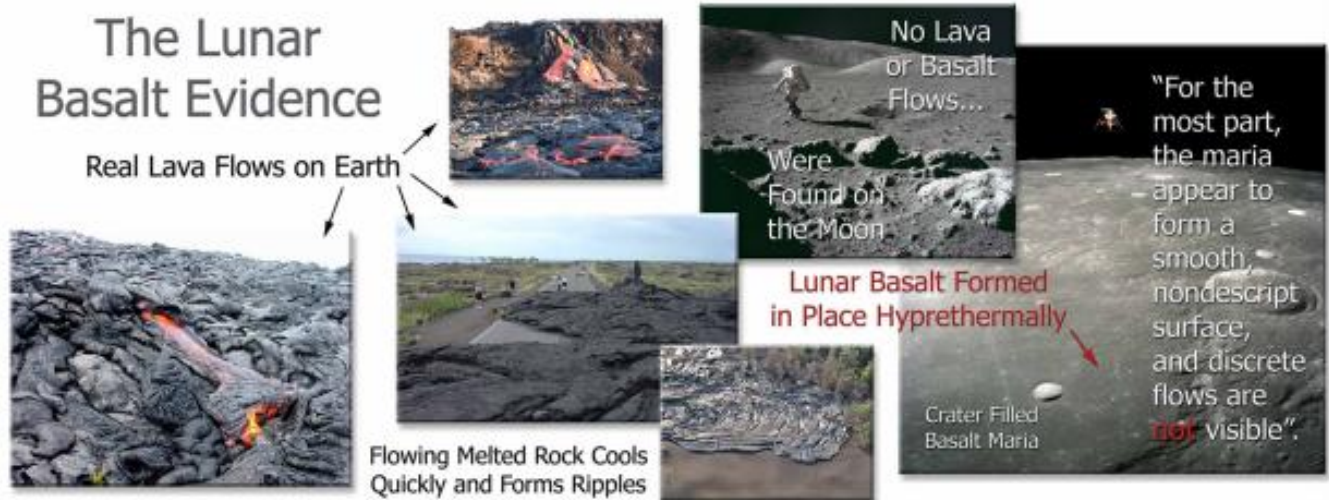 The Lunar
Basalt Evidence
Real Lava Flows on Earth
Flowing Melted Rock Cools
Quickly and Forms Ripples
No Lava
or Basalt
Flows...
Were
Found on
the Moon
Lunar Basalt Formed
in Place Hyprethermally
Crater Filled
Basalt Maria
“For the
most part,
the maria
appear to
form a
smooth,
nondescript
surface,
and discrete
flows are
not visible”.